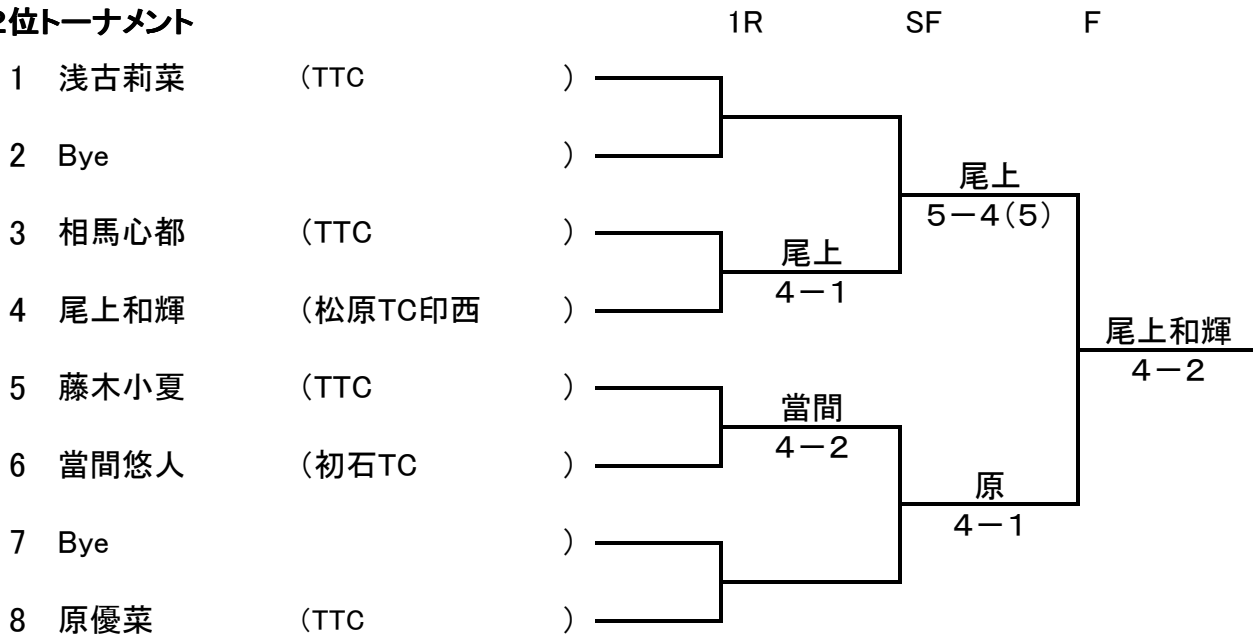 2位トーナメント 1R SF F
1 浅古莉菜 (TTC )
2 Bye )
尾上
5－4(5)
3 相馬心都 (TTC )
尾上
4－1
4 尾上和輝 (松原TC印西 )
尾上和輝
4－2
5 藤木小夏 (TTC )
當間
4－2
6 當間悠人 (初石TC )
原
4－1
7 Bye )
8 原優菜 (TTC )